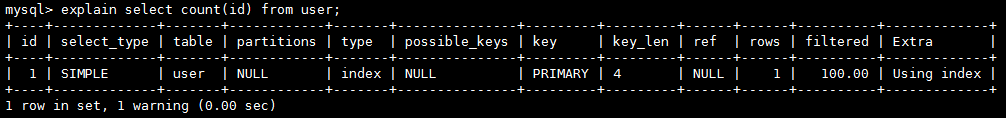 mysql> explain select count(id) from user;
+----+-------------+-------+------------+-------+---------------+---------+---------+------+------+----------+-------------+
| id | select_type | table | partitions | type  | possible_keys | key     | key_len | ref  | rows | filtered | Extra       |
+----+-------------+-------+------------+-------+---------------+---------+---------+------+------+----------+-------------+
|  1 | SIMPLE      | user  | NULL       | index | NULL          | PRIMARY | 4       | NULL |    1 |   100.00 | Using index |
+----+-------------+-------+------------+-------+---------------+---------+---------+------+------+----------+-------------+
1 row in set, 1 warning (0.00 sec)